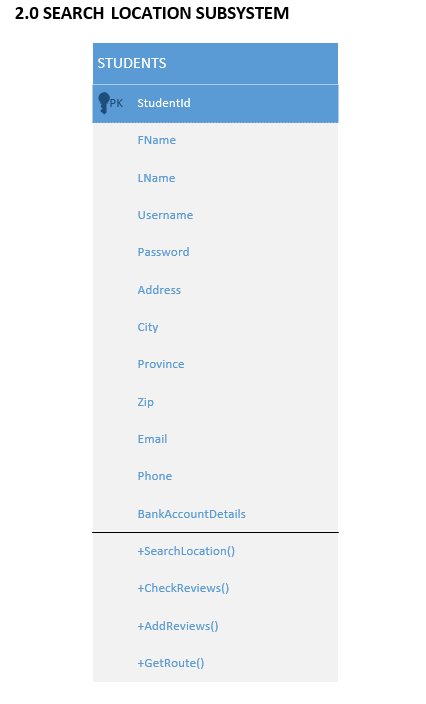 2.0 SEARCH LOCATION SUBSYSTEM
STUDENTS
PK StudentId
FName
LName
Username
Password
Address
City
Province
Zip
Email
Phone
BankAccountDetails
+SearchLocation()
+CheckReviews()
+AddReviews()
+GetRoute()